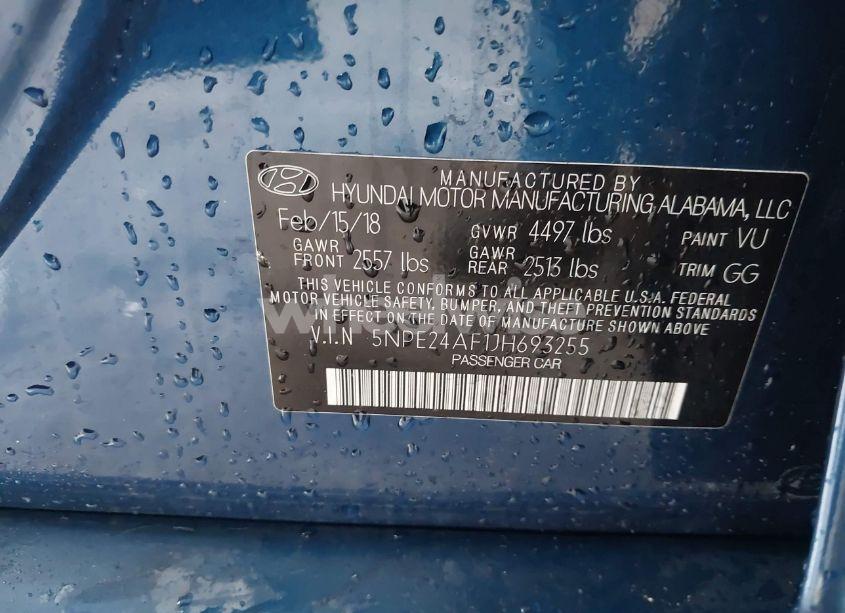 MANUFACTURED BY
HYUNDAI MOTOR MANUFACTURING ALABAMA, LLC
Feb/15/18 GVWR 4497 lbs PAINT VU
GAWR FRONT 2557 lbs GAWR REAR 2513 lbs TRIM GG
THIS VEHICLE CONFORMS TO ALL APPLICABLE U.S.A. FEDERAL
MOTOR VEHICLE SAFETY, BUMPER, AND THEFT PREVENTION STANDARDS
IN EFFECT ON THE DATE OF MANUFACTURE SHOWN ABOVE
V.I.N 5NPE24AF1JH693255
PASSENGER CAR